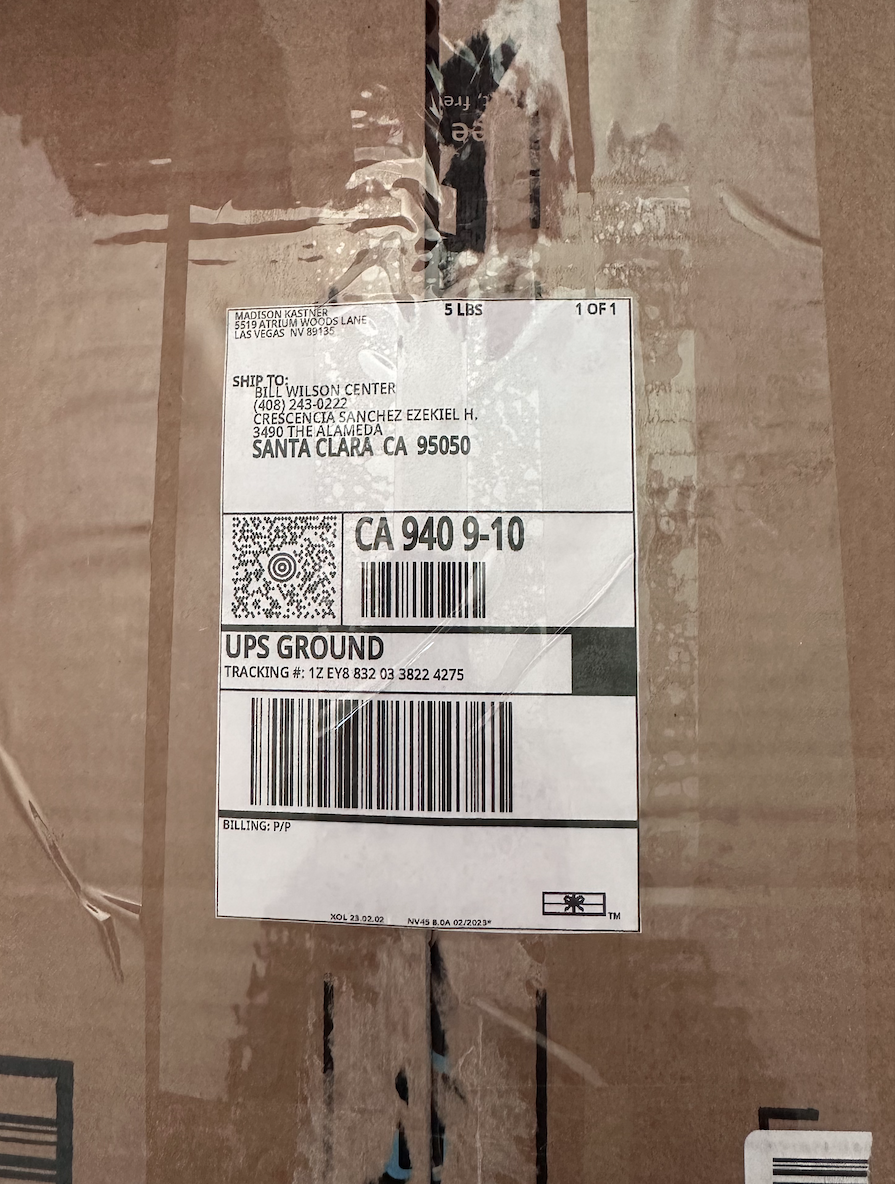 MADISON KASTNER
5519 ATRIUM WOODS LANE
LAS VEGAS NV 89135
5 LBS
1 OF 1
SHIP TO:
BILL WILSON CENTER
(408) 243-0222
CRESCENCIA SANCHEZ EZEKIEL H.
3490 THE ALAMEDA
SANTA CLARA CA 95050
CA 940 9-10
UPS GROUND
TRACKING #: 1Z EY8 832 03 3822 4275
BILLING: P/P
XOL 23.02.02
NV45 8.0A 02/2023*
TM